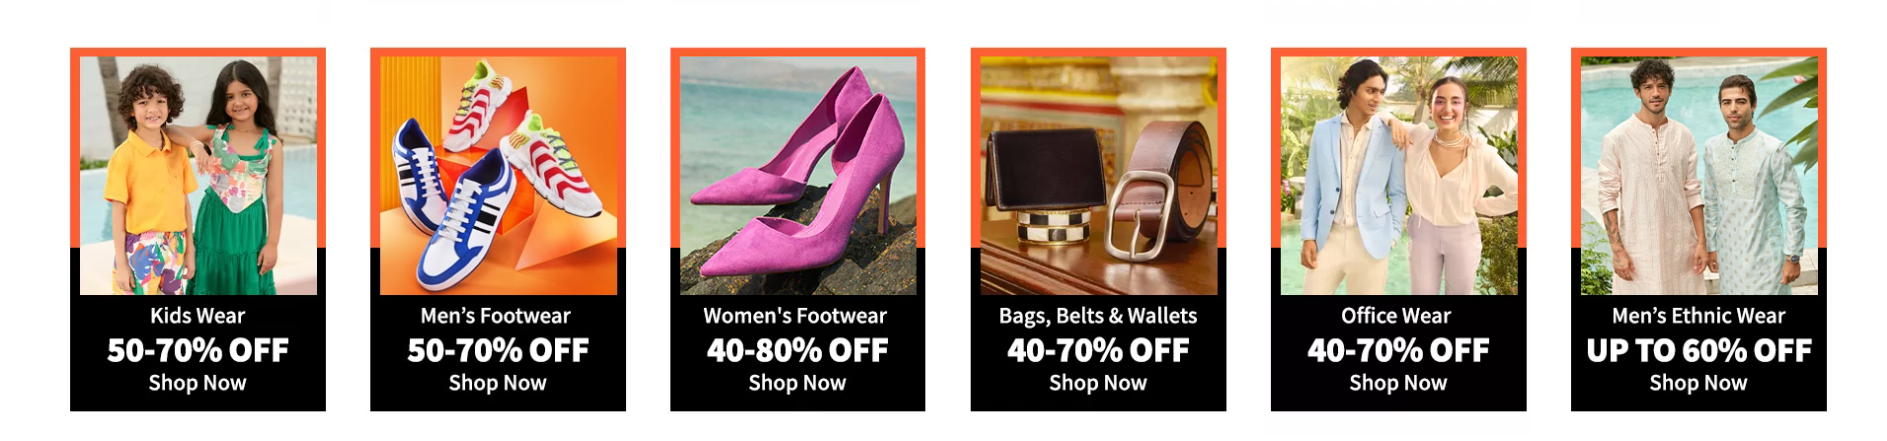 Kids Wear
50-70% OFF
Shop Now
Men’s Footwear
50-70% OFF
Shop Now
Women's Footwear
40-80% OFF
Shop Now
Bags, Belts & Wallets
40-70% OFF
Shop Now
Office Wear
40-70% OFF
Shop Now
Men’s Ethnic Wear
UP TO 60% OFF
Shop Now